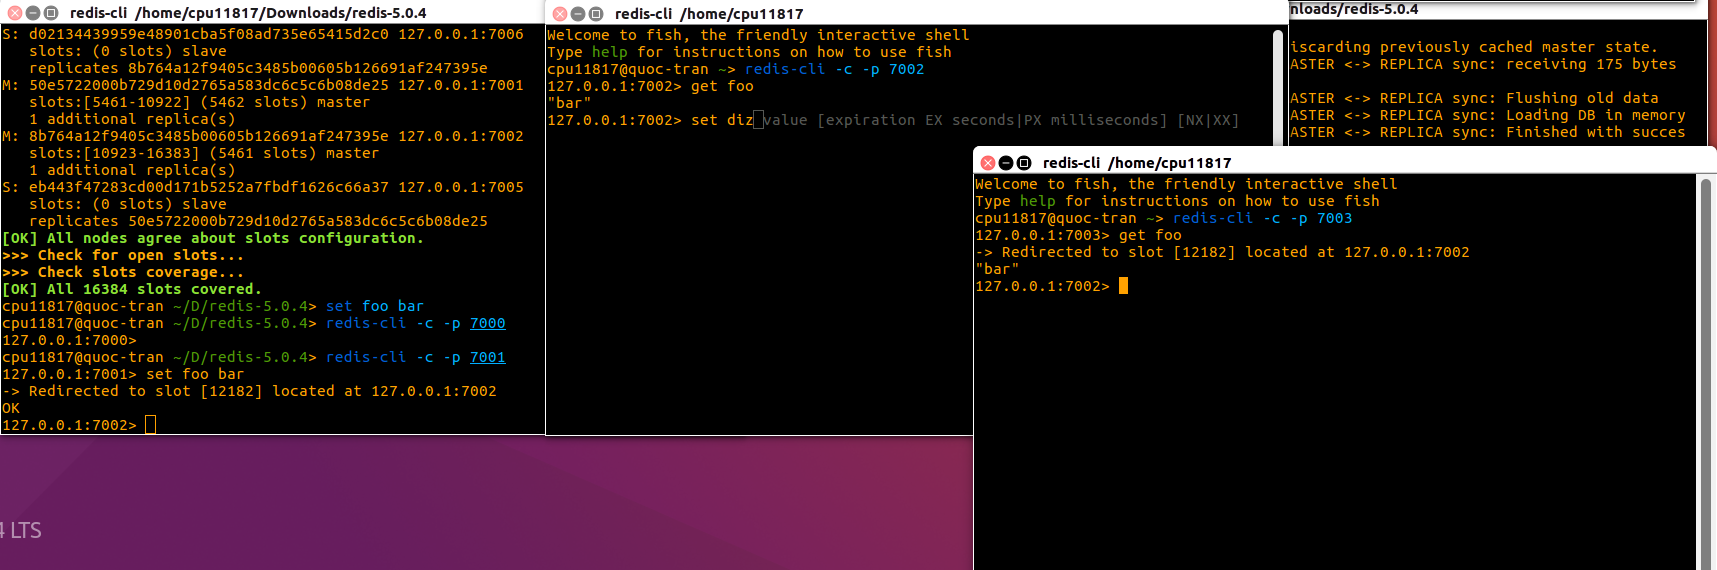 redis-cli /home/cpu11817/Downloads/redis-5.0.4
S: d02134439959e48901cba5f08ad735e65415d2c0 127.0.0.1:7006
slots: (0 slots) slave
replicates 8b764a12f9405c3485b00605b126691af247395e
M: 50e5722000b729d10d2765a583dc6c5c6b08de25 127.0.0.1:7001
slots:[5461-10922] (5462 slots) master
1 additional replica(s)
M: 8b764a12f9405c3485b00605b126691af247395e 127.0.0.1:7002
slots:[10923-16383] (5461 slots) master
1 additional replica(s)
S: eb443f47283cd00d171b5252a7fbdf1626c66a37 127.0.0.1:7005
slots: (0 slots) slave
replicates 50e5722000b729d10d2765a583dc6c5c6b08de25
[OK] All nodes agree about slots configuration.
>>> Check for open slots...
>>> Check slots coverage...
[OK] All 16384 slots covered.
cpu11817@quoc-tran ~/D/redis-5.0.4> set foo bar
cpu11817@quoc-tran ~/D/redis-5.0.4> redis-cli -c -p 7000
127.0.0.1:7000>
cpu11817@quoc-tran ~/D/redis-5.0.4> redis-cli -c -p 7001
127.0.0.1:7001> set foo bar
-> Redirected to slot [12182] located at 127.0.0.1:7002
OK
127.0.0.1:7002>
redis-cli /home/cpu11817
Welcome to fish, the friendly interactive shell
Type help for instructions on how to use fish
cpu11817@quoc-tran ~> redis-cli -c -p 7002
127.0.0.1:7002> get foo
"bar"
127.0.0.1:7002> set diz value [expiration EX seconds|PX milliseconds] [NX|XX]
nloads/redis-5.0.4
iscarding previously cached master state.
ASTER <-> REPLICA sync: receiving 175 bytes
ASTER <-> REPLICA sync: Flushing old data
ASTER <-> REPLICA sync: Loading DB in memory
ASTER <-> REPLICA sync: Finished with succes
redis-cli /home/cpu11817
Welcome to fish, the friendly interactive shell
Type help for instructions on how to use fish
cpu11817@quoc-tran ~> redis-cli -c -p 7003
127.0.0.1:7003> get foo
-> Redirected to slot [12182] located at 127.0.0.1:7002
"bar"
127.0.0.1:7002>
4 LTS